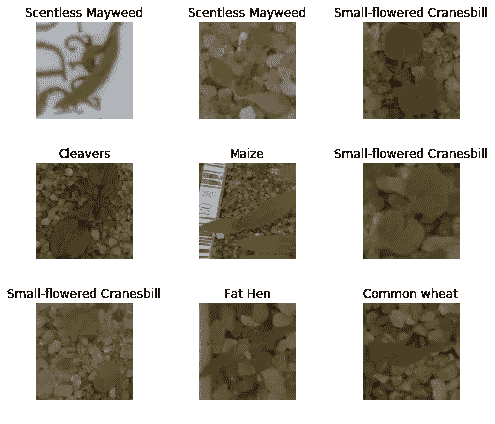 Scentless Mayweed
Scentless Mayweed
Small-flowered Cranesbill
Cleavers
Maize
Small-flowered Cranesbill
Small-flowered Cranesbill
Fat Hen
Common wheat